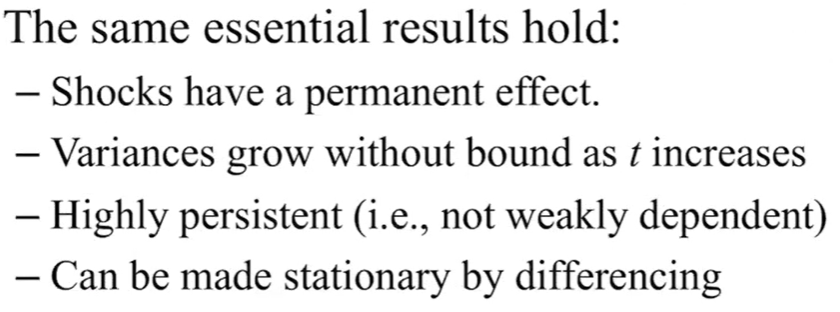 The same essential results hold:
– Shocks have a permanent effect.
– Variances grow without bound as t increases
– Highly persistent (i.e., not weakly dependent)
– Can be made stationary by differencing